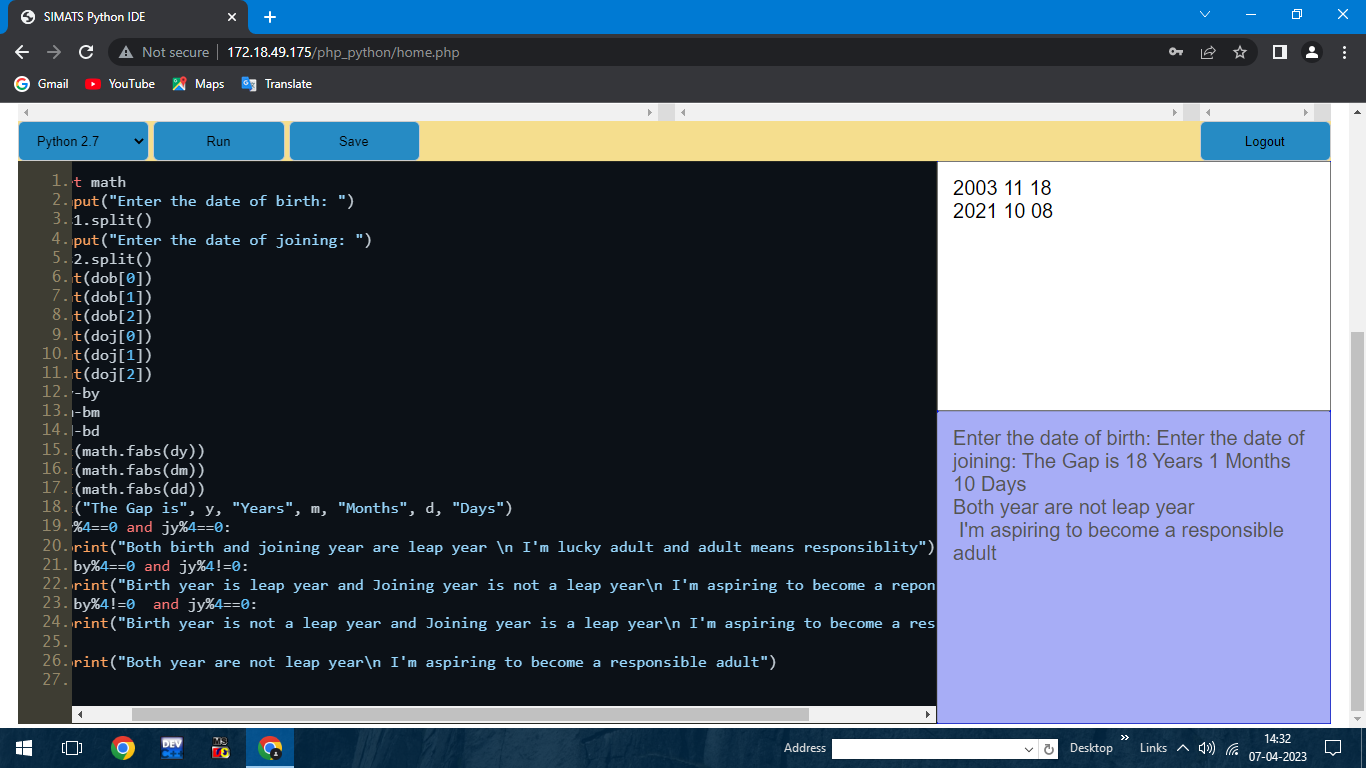 SIMATS Python IDE
Not secure | 172.18.49.175/php_python/home.php
Gmail YouTube Maps Translate
Python 2.7 Run Save Logout
1. t math
2. put("Enter the date of birth: ")
3. 1.split()
4. put("Enter the date of joining: ")
5. 2.split()
6. t(dob[0])
7. t(dob[1])
8. t(dob[2])
9. t(doj[0])
10. t(doj[1])
11. t(doj[2])
12. -by
13. -bm
14. -bd
15. (math.fabs(dy))
16. (math.fabs(dm))
17. (math.fabs(dd))
18. ("The Gap is", y, "Years", m, "Months", d, "Days")
19. %4==0 and jy%4==0:
20. rint("Both birth and joining year are leap year \n I'm lucky adult and adult means responsiblity")
21. by%4==0 and jy%4!=0:
22. rint("Birth year is leap year and Joining year is not a leap year\n I'm aspiring to become a repon
23. by%4!=0  and jy%4==0:
24. rint("Birth year is not a leap year and Joining year is a leap year\n I'm aspiring to become a res
25.
26. rint("Both year are not leap year\n I'm aspiring to become a responsible adult")
27.
2003 11 18
2021 10 08
Enter the date of birth: Enter the date of
joining: The Gap is 18 Years 1 Months
10 Days
Both year are not leap year
I'm aspiring to become a responsible
adult
DEV
Address Desktop Links 14:32
07-04-2023